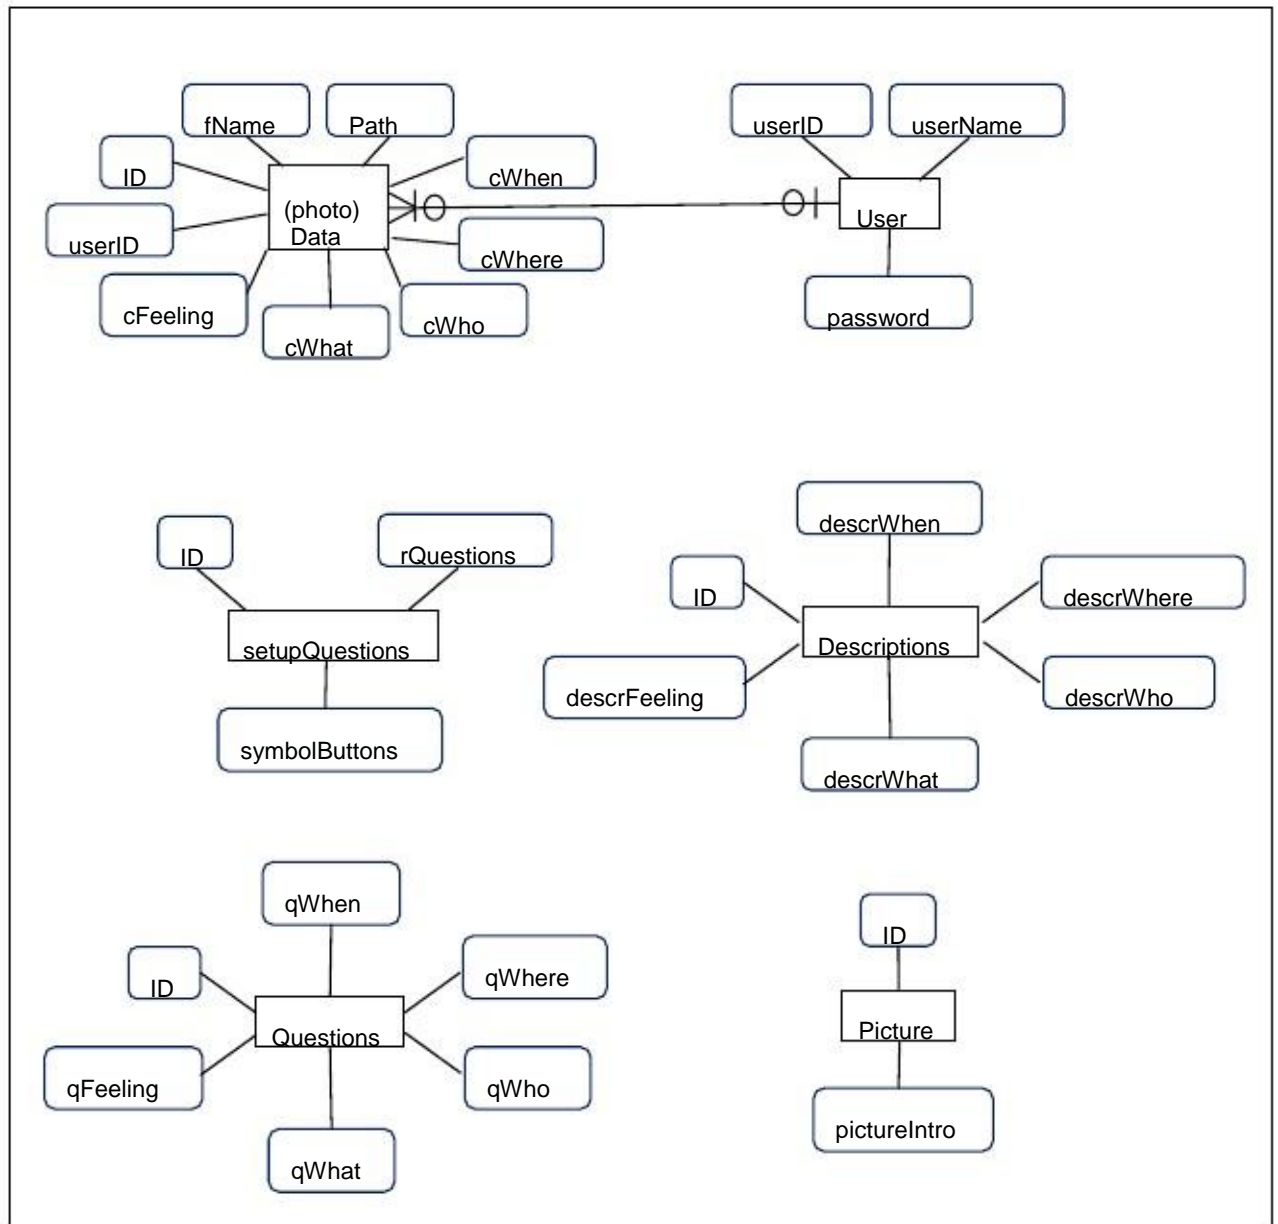 fName
Path
userID
userName
ID
cWhen
(photo)
Data
User
userID
cWhere
cFeeling
cWho
password
cWhat
descrWhen
ID
rQuestions
ID
descrWhere
setupQuestions
Descriptions
descrFeeling
descrWho
symbolButtons
descrWhat
qWhen
ID
qWhere
ID
Questions
Picture
qFeeling
qWho
pictureIntro
qWhat